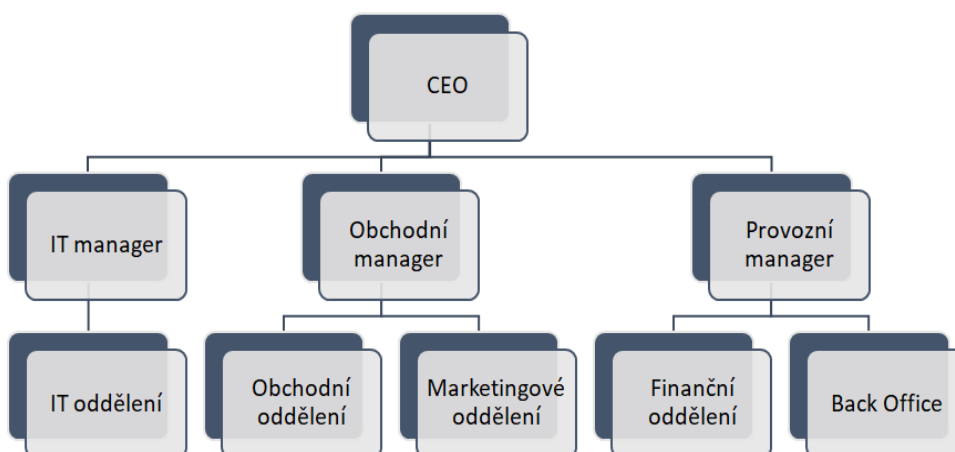 CEO
IT manager
Obchodní
manager
Provozní
manager
IT oddělení
Obchodní
oddělení
Marketingové
oddělení
Finanční
oddělení
Back Office